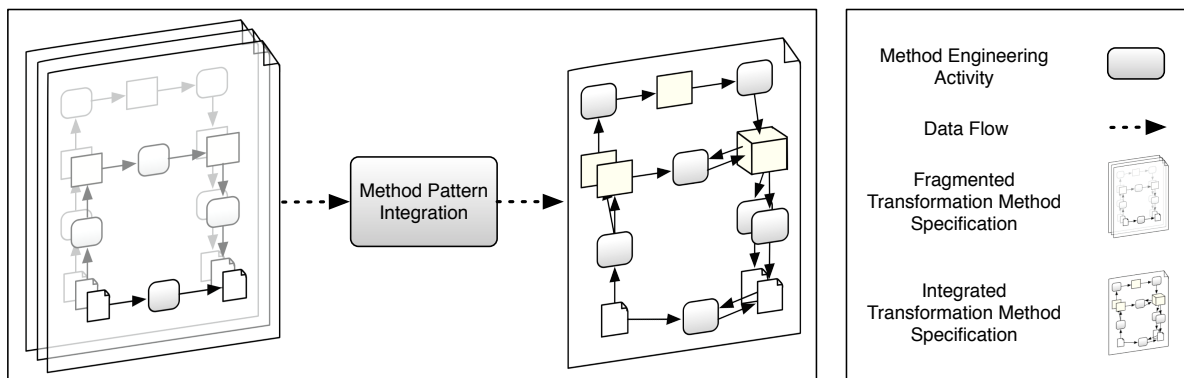 Method Pattern
Integration
Method Engineering
Activity
Data Flow
Fragmented
Transformation Method
Specification
Integrated
Transformation Method
Specification